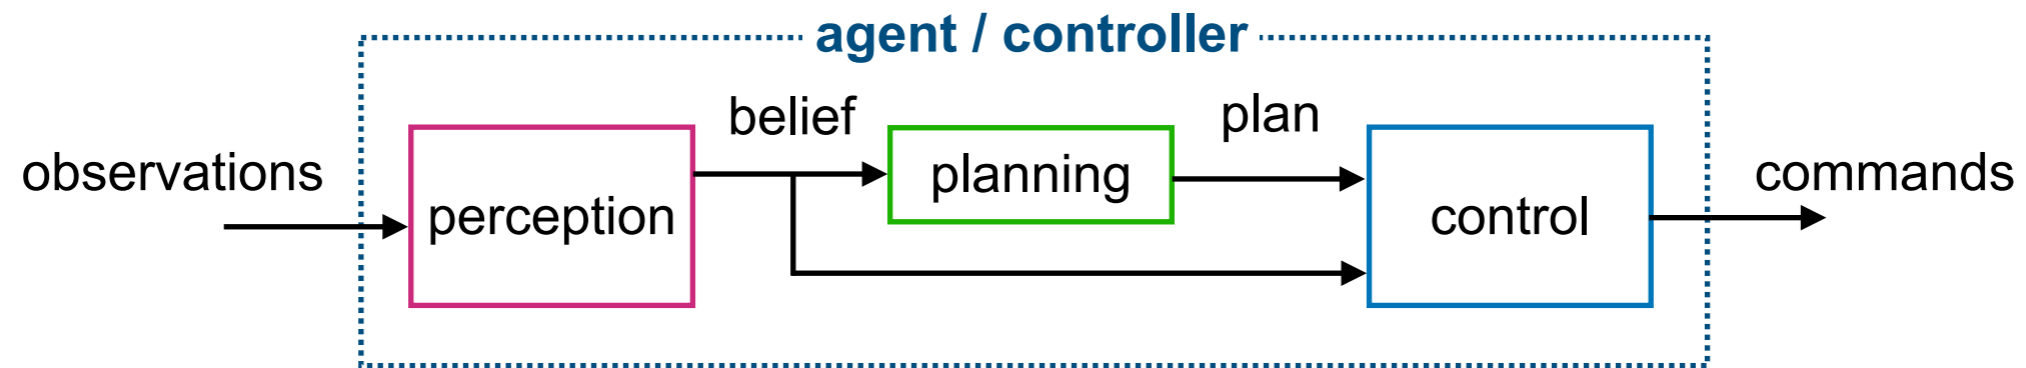 agent / controller
belief
plan
observations
perception
planning
control
commands